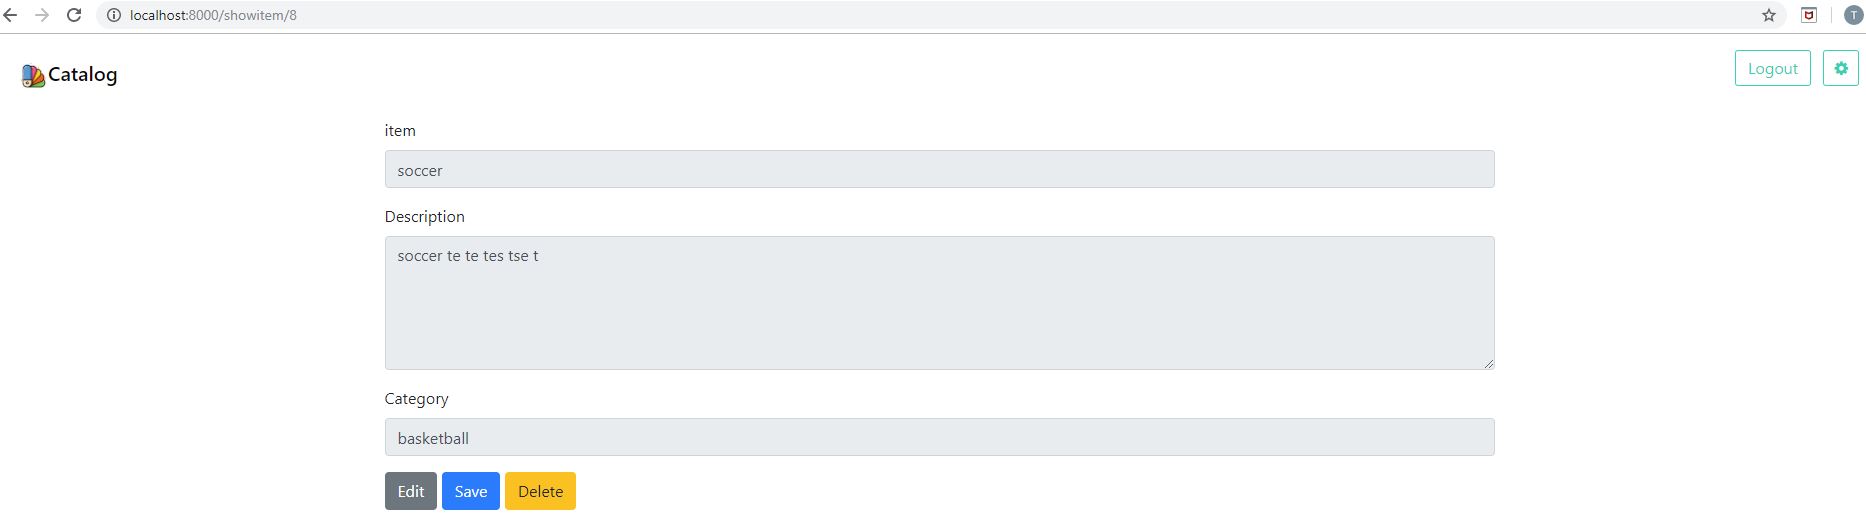 localhost:8000/showitem/8
T
Catalog
Logout
item
soccer
Description
soccer te te tes tse t
Category
basketball
Edit Save Delete